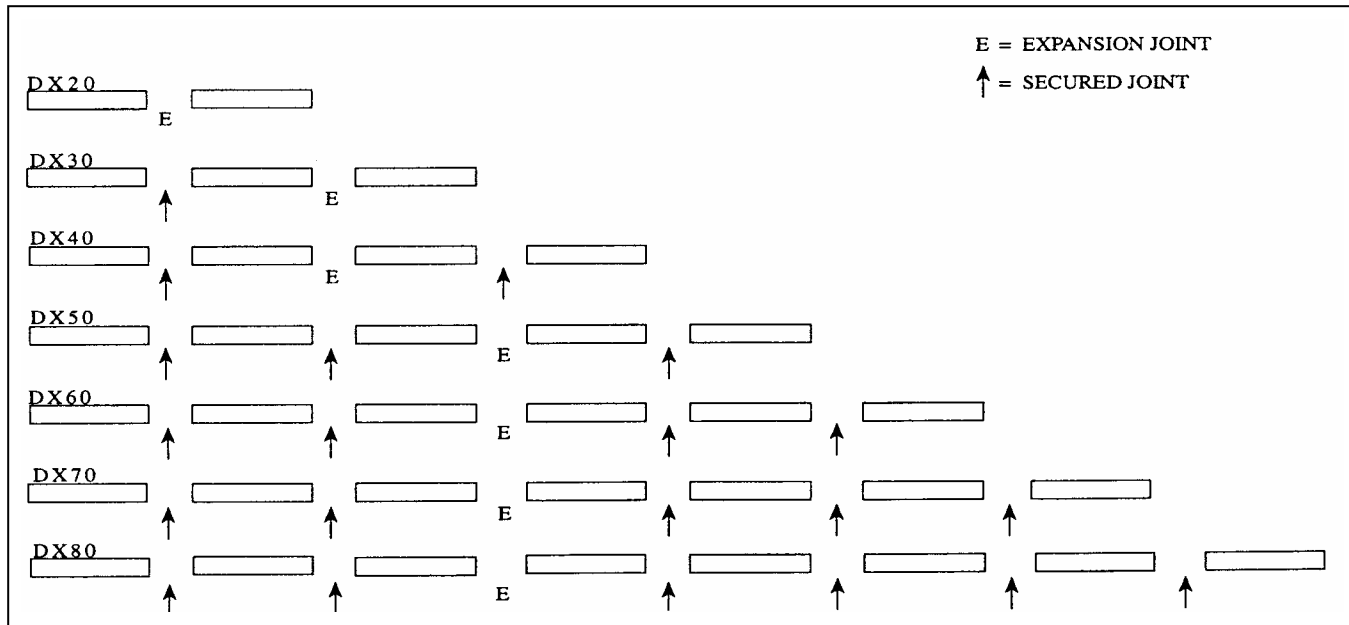 E = EXPANSION JOINT
↑ = SECURED JOINT
DX20
E
DX30
E
DX40
E
DX50
E
DX60
E
DX70
E
DX80
E